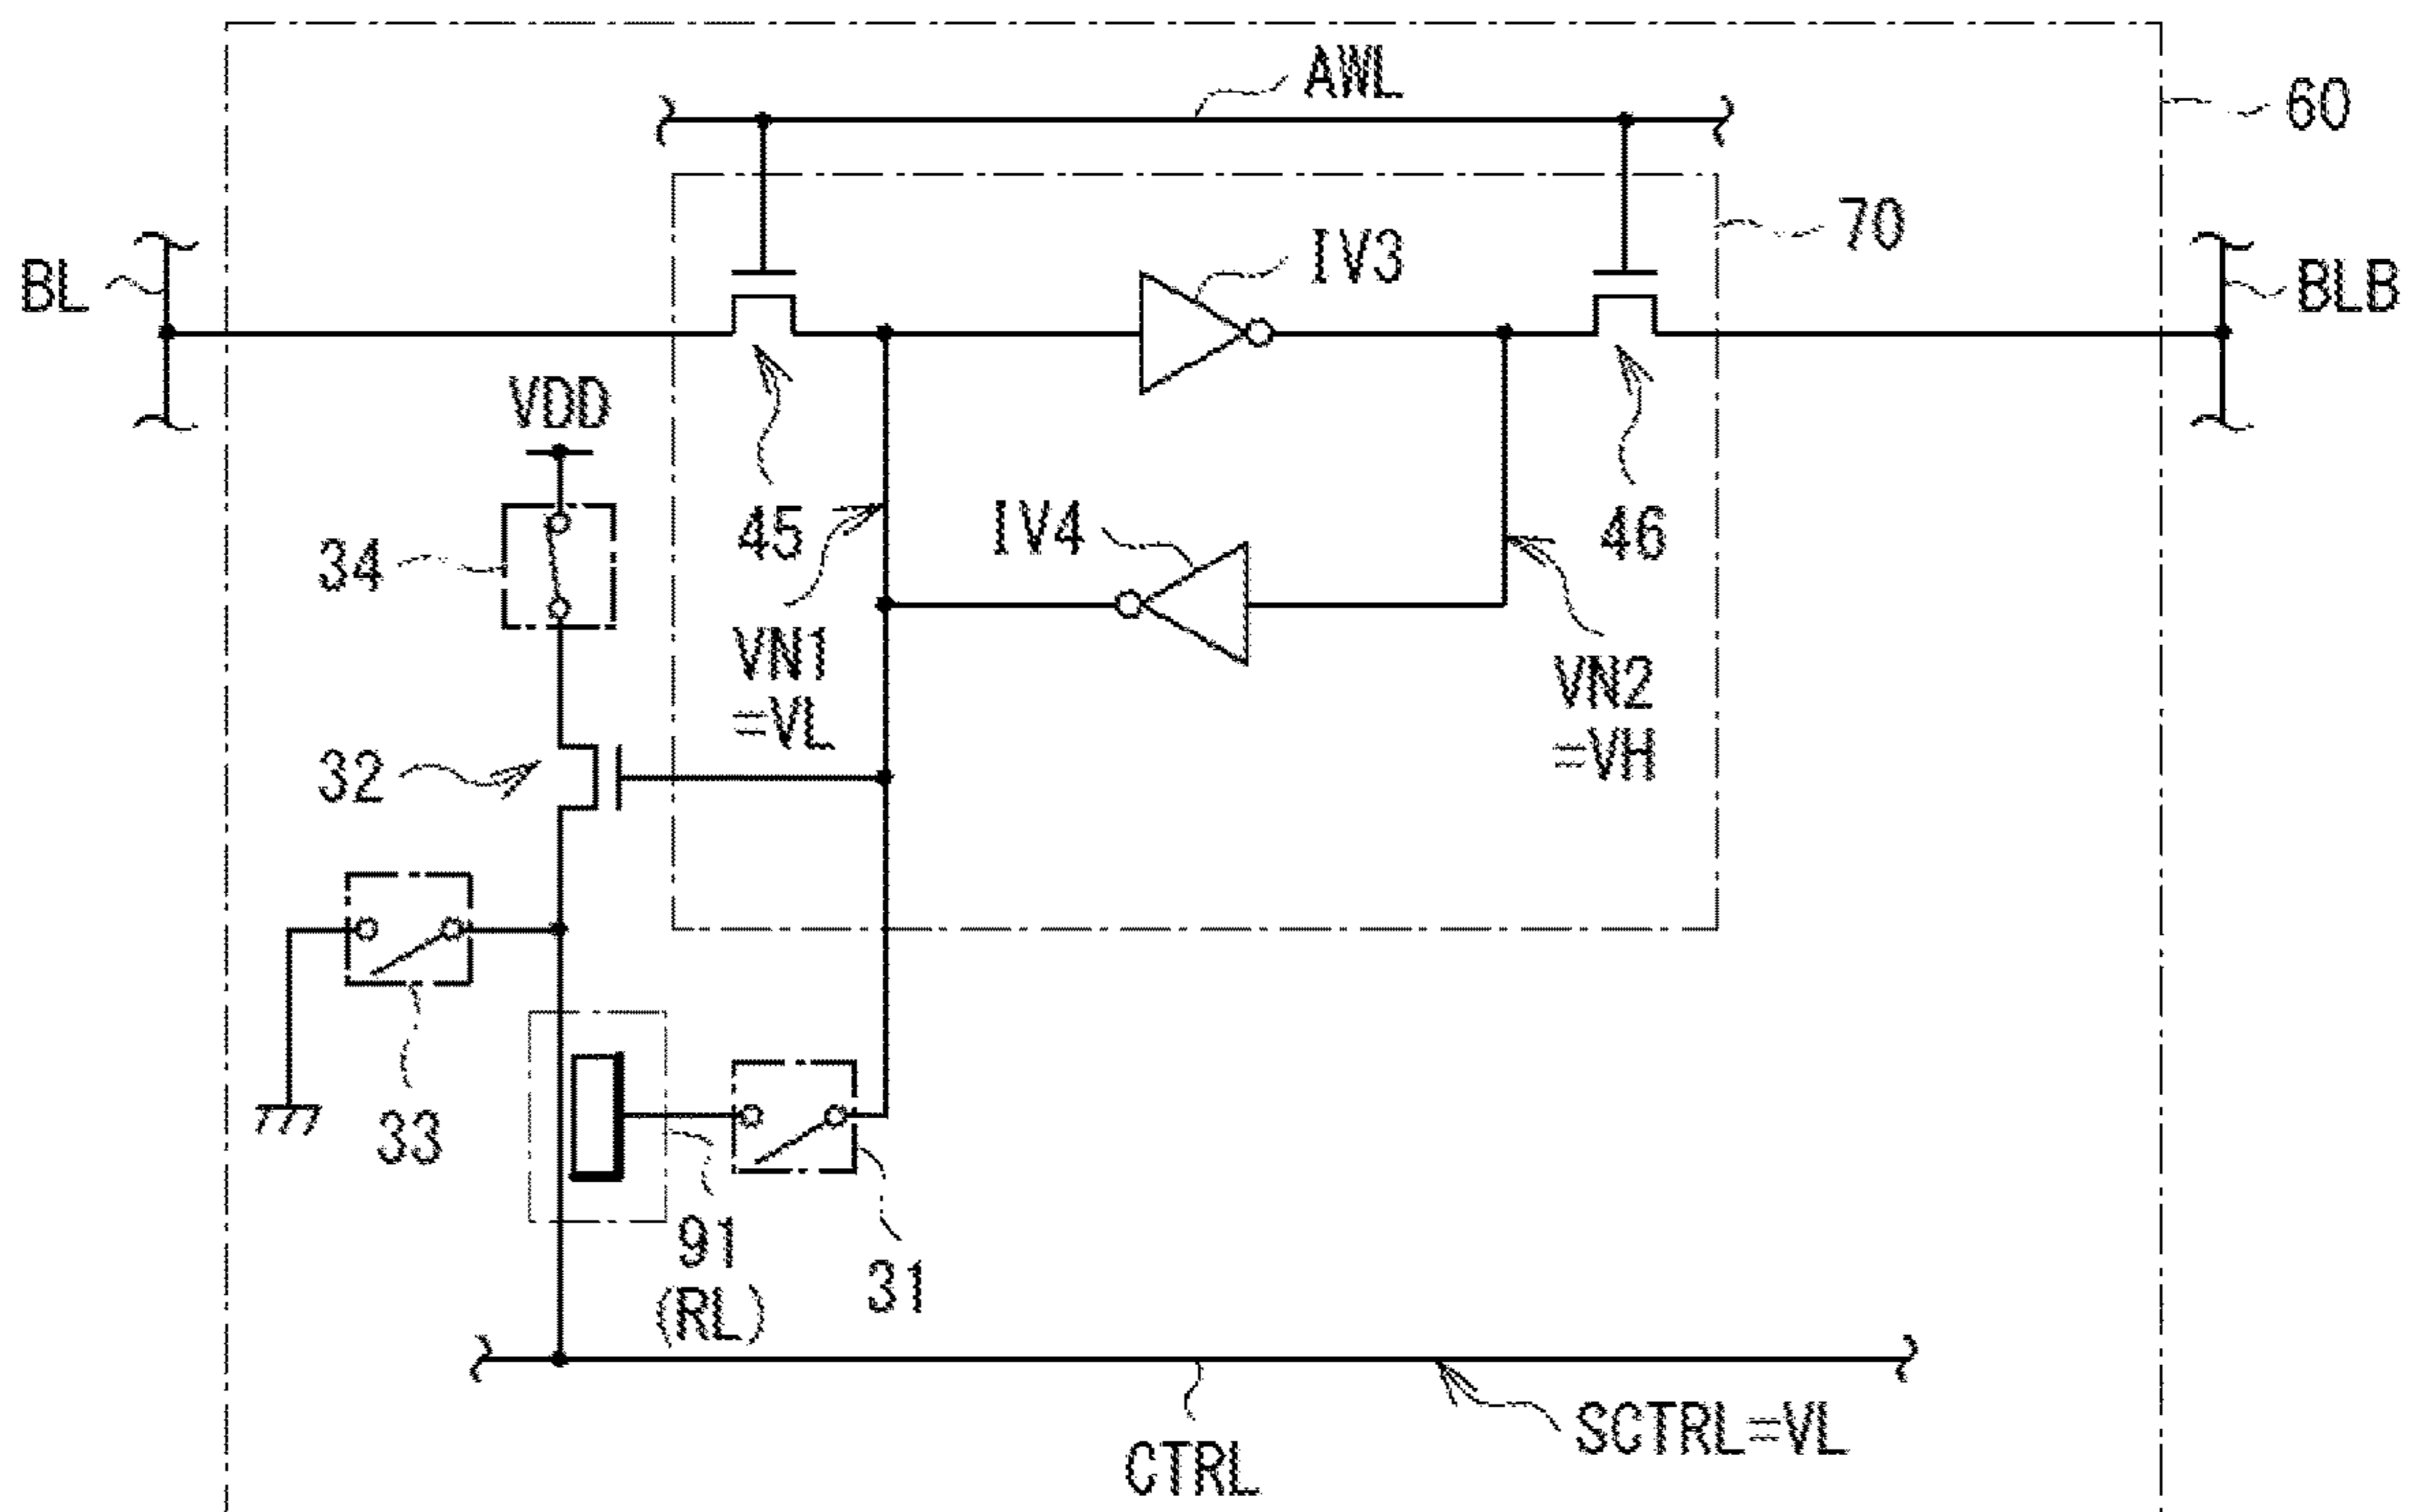 AWL
60
70
IV3
BL
BLB
VDD
34
45
IV4
46
VN1
=VL
VN2
=VH
32
33
91
(RL)
31
SCTRL=VL
CTRL